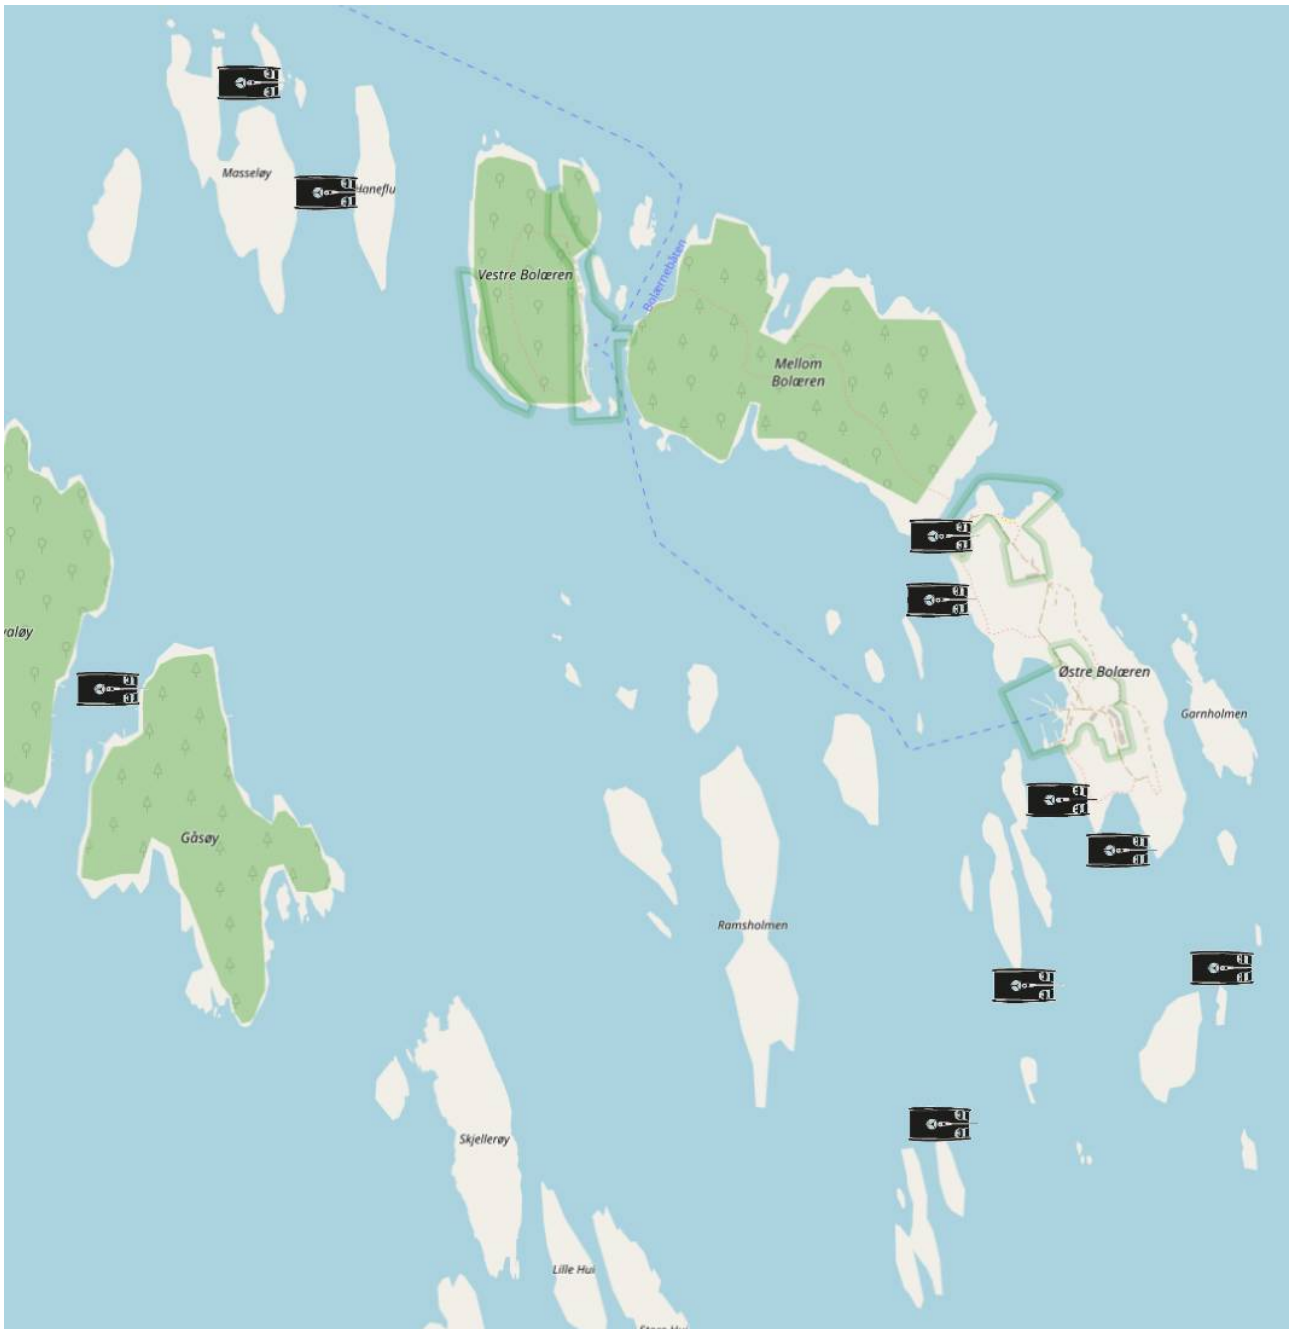 Masseløy
Vestre Bolæren
Bolærnebåten
Mellom
Bolæren
Østre Bolæren
Garnholmen
Gåsøy
Ramsholmen
Skjellerøy
Lille Hui